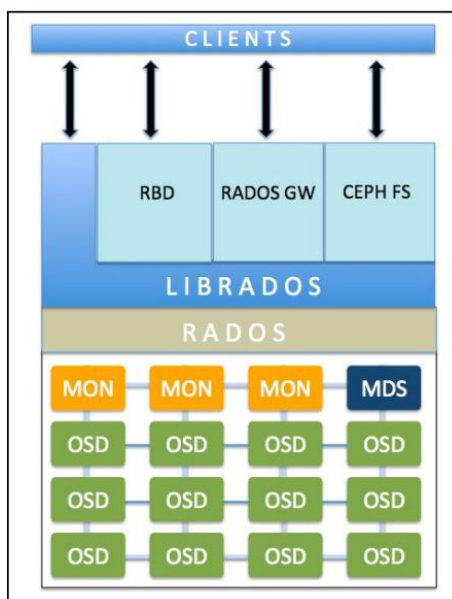 CLIENTS
RBD RADOS GW CEPH FS
LIBRADOS
RADOS
MON MON MON MDS
OSD OSD OSD OSD
OSD OSD OSD OSD
OSD OSD OSD OSD